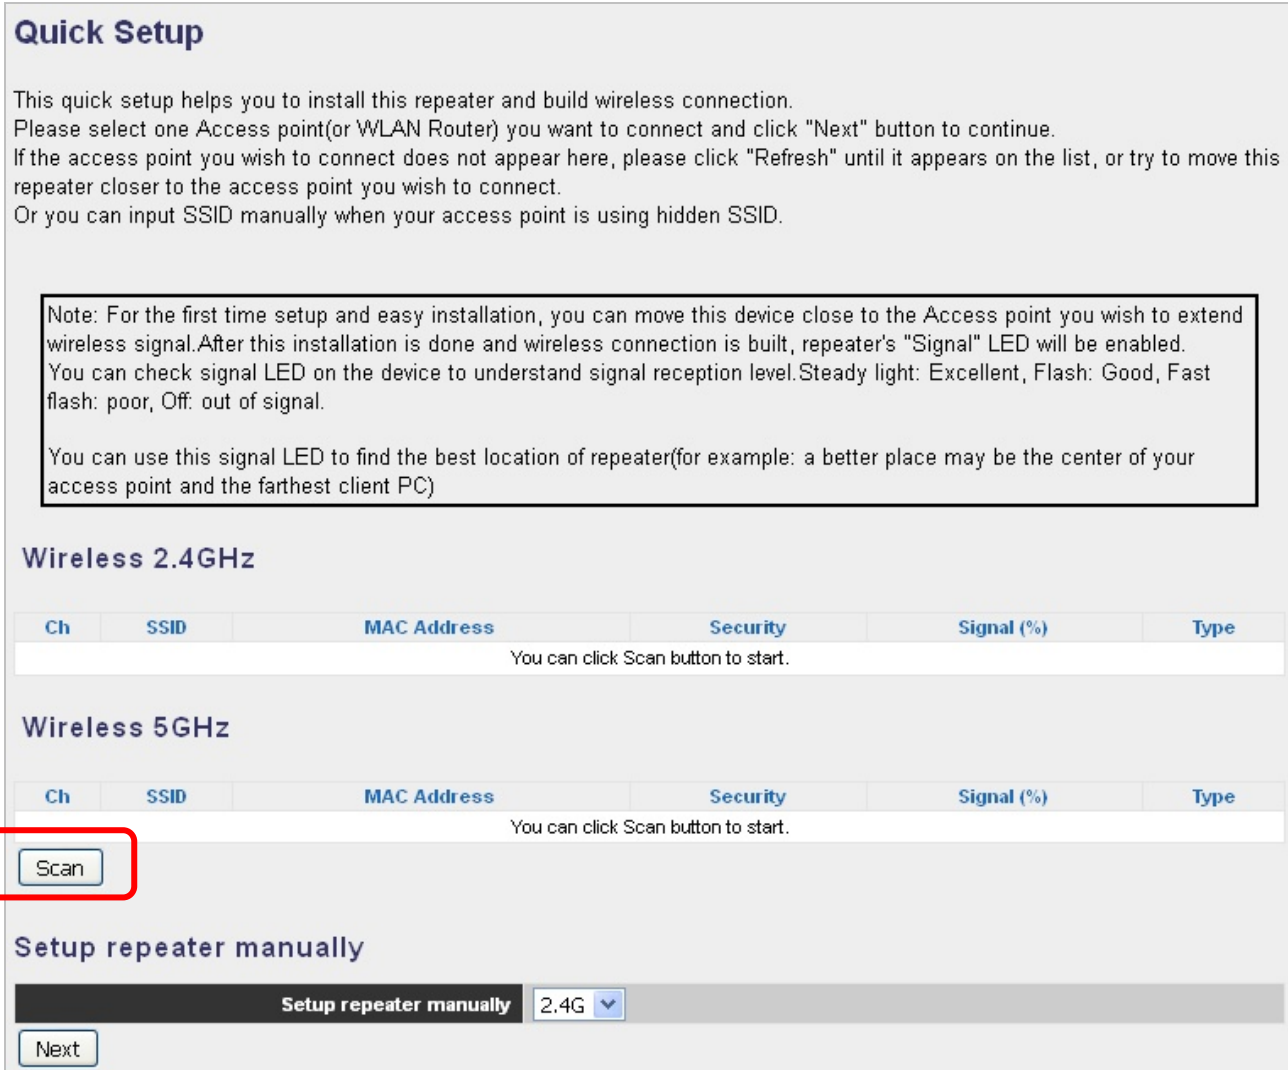 Quick Setup
This quick setup helps you to install this repeater and build wireless connection.
Please select one Access point(or WLAN Router) you want to connect and click "Next" button to continue.
If the access point you wish to connect does not appear here, please click "Refresh" until it appears on the list, or try to move this
repeater closer to the access point you wish to connect.
Or you can input SSID manually when your access point is using hidden SSID.
Note: For the first time setup and easy installation, you can move this device close to the Access point you wish to extend
wireless signal.After this installation is done and wireless connection is built, repeater's "Signal" LED will be enabled.
You can check signal LED on the device to understand signal reception level.Steady light: Excellent, Flash: Good, Fast
flash: poor, Off: out of signal.
You can use this signal LED to find the best location of repeater(for example: a better place may be the center of your
access point and the farthest client PC)
Wireless 2.4GHz
Ch SSID MAC Address Security Signal (%) Type
You can click Scan button to start.
Wireless 5GHz
Ch SSID MAC Address Security Signal (%) Type
You can click Scan button to start.
Scan
Setup repeater manually
Setup repeater manually 2.4G
Next